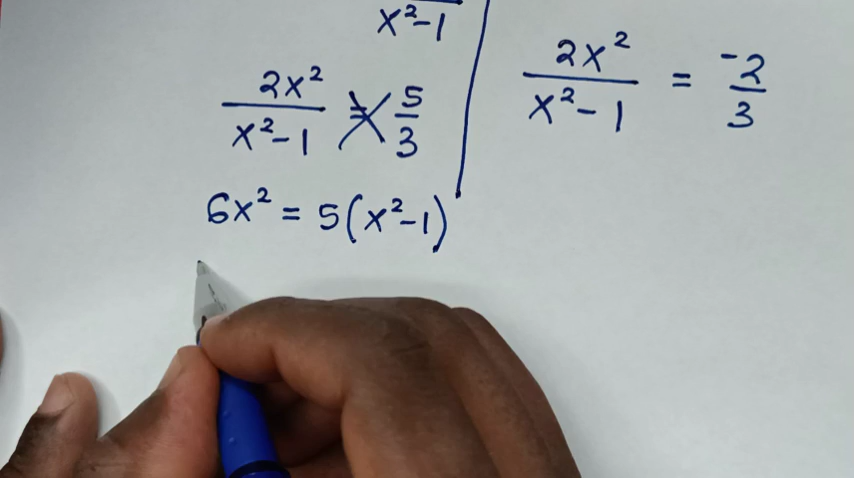 x²-1
2x² / x²-1 = 5/3
6x² = 5(x²-1)
2x² / x²-1 = -2/3